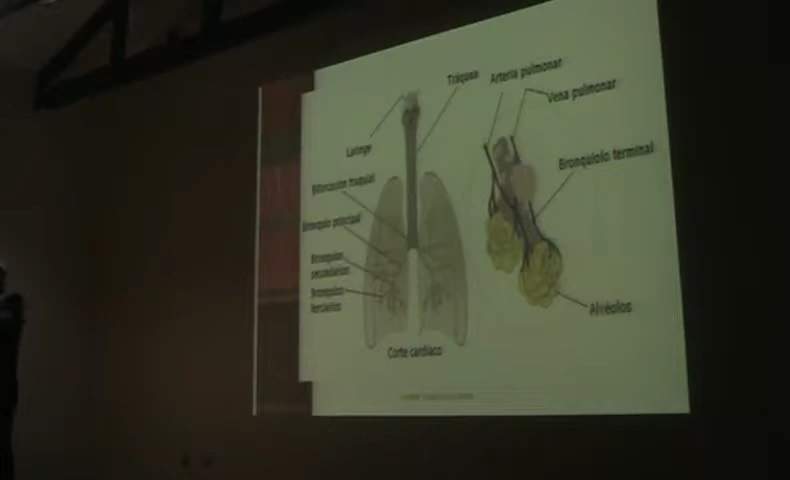 Tráquea
Arteria pulmonar
Vena pulmonar
Laringe
Bronquiolo terminal
Bifurcación traqueal
Bronquio principal
Bronquios
secundarios
Bronquios
terciarios
Alvéolos
Corte cardíaco